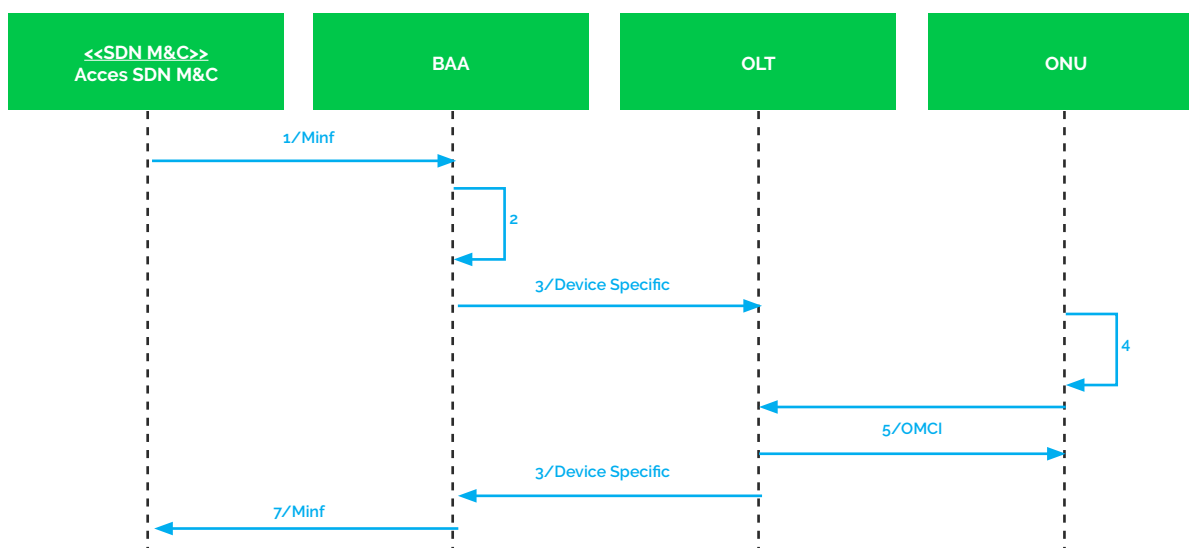 <<SDN M&C>>
Acces SDN M&C
BAA
OLT
ONU
1/Minf
2
3/Device Specific
4
5/OMCI
3/Device Specific
7/Minf